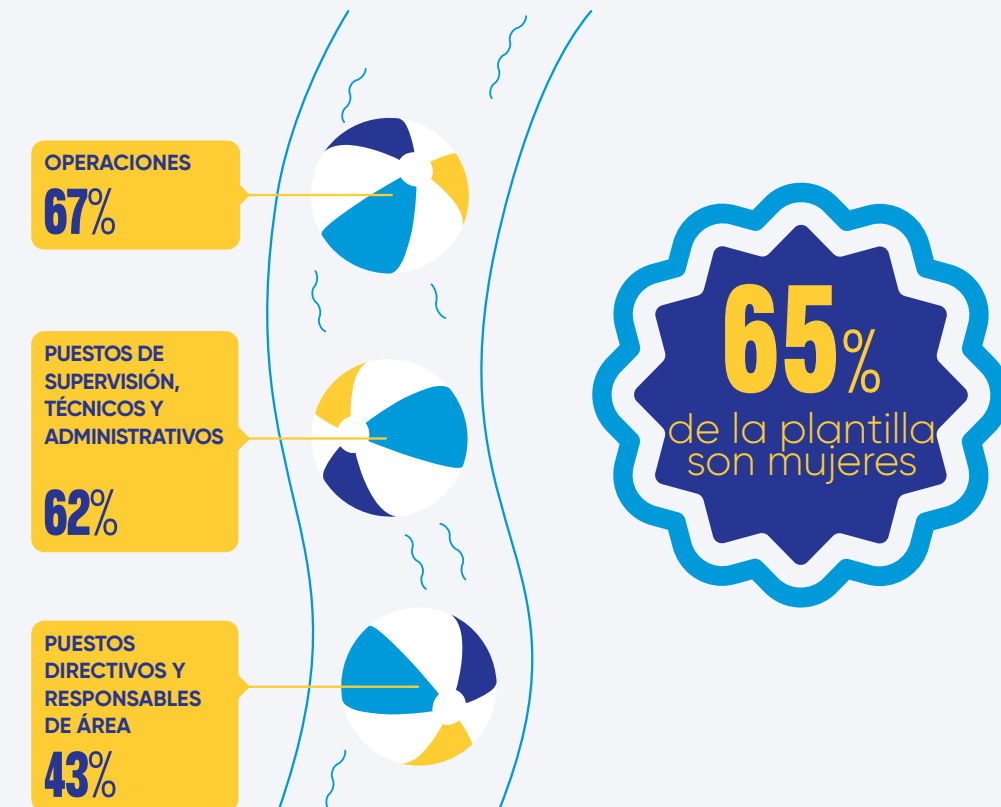 OPERACIONES
67%
PUESTOS DE
SUPERVISIÓN,
TÉCNICOS Y
ADMINISTRATIVOS
62%
PUESTOS
DIRECTIVOS Y
RESPONSABLES
DE ÁREA
43%
65%
de la plantilla
son mujeres